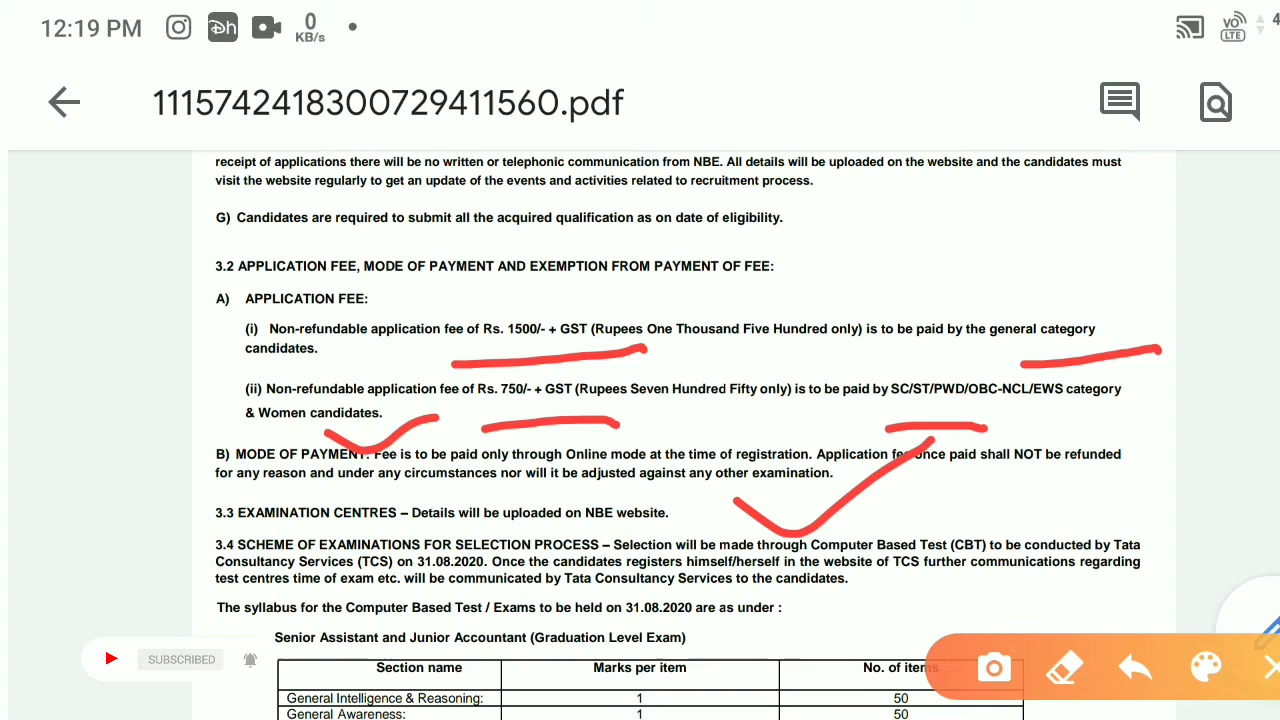 12:19 PM Dh 0 KB/s VO LTE 4
1115742418300729411560.pdf
receipt of applications there will be no written or telephonic communication from NBE. All details will be uploaded on the website and the candidates must
visit the website regularly to get an update of the events and activities related to recruitment process.
G) Candidates are required to submit all the acquired qualification as on date of eligibility.
3.2 APPLICATION FEE, MODE OF PAYMENT AND EXEMPTION FROM PAYMENT OF FEE:
A) APPLICATION FEE:
(i) Non-refundable application fee of Rs. 1500/- + GST (Rupees One Thousand Five Hundred only) is to be paid by the general category
candidates.
(ii) Non-refundable application fee of Rs. 750/- + GST (Rupees Seven Hundred Fifty only) is to be paid by SC/ST/PWD/OBC-NCL/EWS category
& Women candidates.
B) MODE OF PAYMENT: Fee is to be paid only through Online mode at the time of registration. Application fee once paid shall NOT be refunded
for any reason and under any circumstances nor will it be adjusted against any other examination.
3.3 EXAMINATION CENTRES – Details will be uploaded on NBE website.
3.4 SCHEME OF EXAMINATIONS FOR SELECTION PROCESS – Selection will be made through Computer Based Test (CBT) to be conducted by Tata
Consultancy Services (TCS) on 31.08.2020. Once the candidates registers himself/herself in the website of TCS further communications regarding
test centres time of exam etc. will be communicated by Tata Consultancy Services to the candidates.
The syllabus for the Computer Based Test / Exams to be held on 31.08.2020 are as under :
Senior Assistant and Junior Accountant (Graduation Level Exam)
SUBSCRIBED
Section name Marks per item No. of items
General Intelligence & Reasoning: 1 50
General Awareness: 1 50